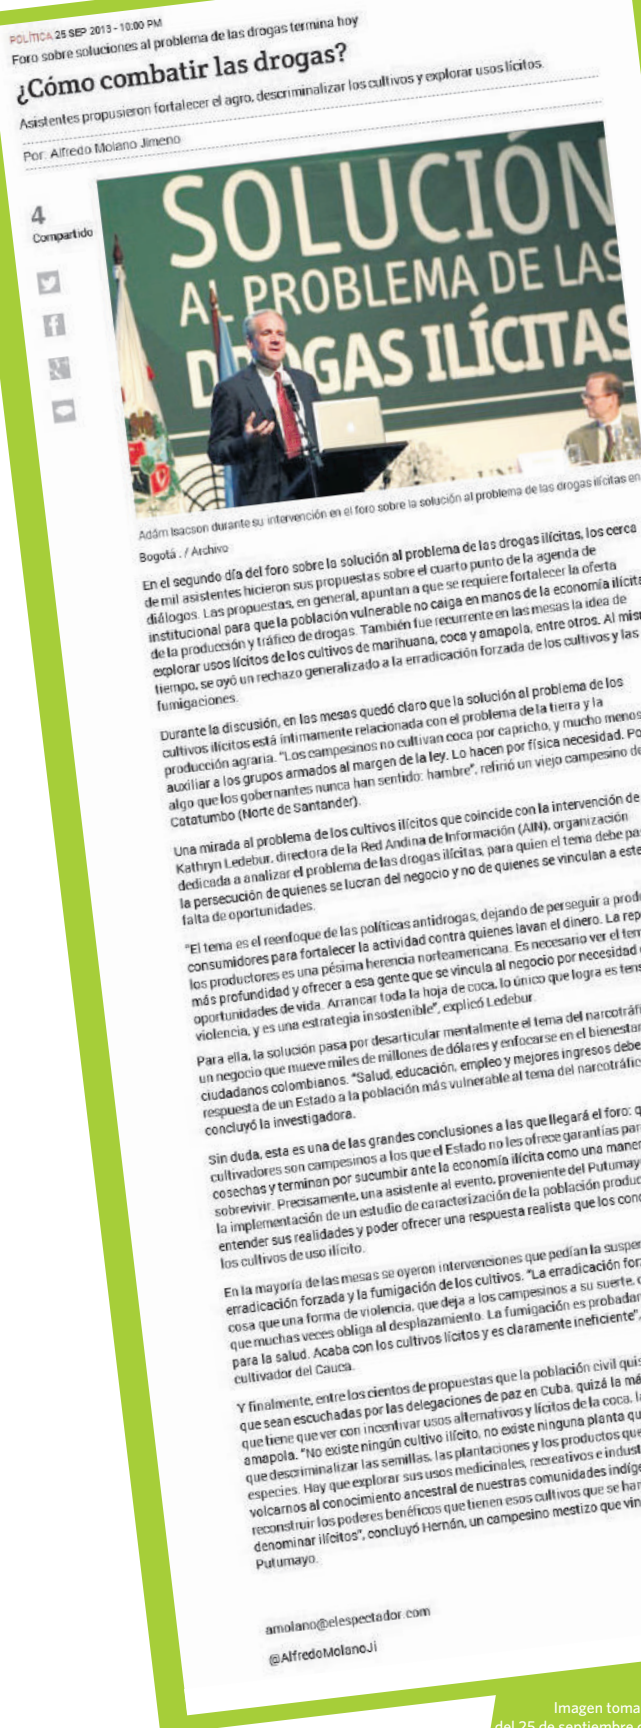 POLÍTICA 25 SEP 2013 - 10:00 PM
Foro sobre soluciones al problema de las drogas termina hoy
¿Cómo combatir las drogas?
Asistentes propusieron fortalecer el agro, descriminalizar los cultivos y explorar usos lícitos.
Por: Alfredo Molano Jimeno
4
Compartido
SOLUCIÓN
AL PROBLEMA DE LAS
DROGAS ILÍCITAS
Adam Isacson durante su intervención en el foro sobre la solución al problema de las drogas ilícitas en
Bogotá . / Archivo
En el segundo día del foro sobre la solución al problema de las drogas ilícitas, los cerca
de mil asistentes hicieron sus propuestas sobre el cuarto punto de la agenda de
diálogos. Las propuestas, en general, apuntan a que se requiere fortalecer la oferta
institucional para que la población vulnerable no caiga en manos de la economía ilícita
de la producción y tráfico de drogas. También fue recurrente en las mesas la idea de
explorar usos lícitos de los cultivos de marihuana, coca y amapola, entre otros. Al mis
tiempo, se oyó un rechazo generalizado a la erradicación forzada de los cultivos y las
fumigaciones.
Durante la discusión, en las mesas quedó claro que la solución al problema de los
cultivos ilícitos está íntimamente relacionada con el problema de la tierra y la
producción agraria. "Los campesinos no cultivan coca por capricho, y mucho menos
auxiliar a los grupos armados al margen de la ley. Lo hacen por física necesidad. Po
algo que los gobernantes nunca han sentido: hambre", refirió un viejo campesino de
Catatumbo (Norte de Santander).
Una mirada al problema de los cultivos ilícitos que coincide con la intervención de
Kathryn Ledebur, directora de la Red Andina de Información (AIN), organización
dedicada a analizar el problema de las drogas ilícitas, para quien el tema debe pa
la persecución de quienes se lucran del negocio y no de quienes se vinculan a este
falta de oportunidades.
"El tema es el reenfoque de las políticas antidrogas, dejando de perseguir a prod
consumidores para fortalecer la actividad contra quienes lavan el dinero. La rep
los productores es una pésima herencia norteamericana. Es necesario ver el tem
más profundidad y ofrecer a esa gente que se vincula al negocio por necesidad
oportunidades de vida. Arrancar toda la hoja de coca, lo único que logra es tens
violencia, y es una estrategia insostenible", explicó Ledebur.
Para ella, la solución pasa por desarticular mentalmente el tema del narcotráfi
un negocio que mueve miles de millones de dólares y enfocarse en el bienestar
ciudadanos colombianos. "Salud, educación, empleo y mejores ingresos debe
respuesta de un Estado a la población más vulnerable al tema del narcotráfic
concluyó la investigadora.
Sin duda, esta es una de las grandes conclusiones a las que llegará el foro: q
cultivadores son campesinos a los que el Estado no les ofrece garantías par
cosechas y terminan por sucumbir ante la economía ilícita como una maner
sobrevivir. Precisamente, una asistente al evento, proveniente del Putumay
la implementación de un estudio de caracterización de la población produc
entender sus realidades y poder ofrecer una respuesta realista que los con
los cultivos de uso ilícito.
En la mayoría de las mesas se oyeron intervenciones que pedían la suspe
erradicación forzada y la fumigación de los cultivos. "La erradicación forz
cosa que una forma de violencia, que deja a los campesinos a su suerte,
que muchas veces obliga al desplazamiento. La fumigación es probadar
para la salud. Acaba con los cultivos lícitos y es claramente ineficiente",
cultivador del Cauca.
Y finalmente, entre los cientos de propuestas que la población civil quis
que sean escuchadas por las delegaciones de paz en Cuba, quizá la má
que tiene que ver con incentivar usos alternativos y lícitos de la coca, l
amapola. "No existe ningún cultivo ilícito, no existe ninguna planta qu
que descriminalizar las semillas, las plantaciones y los productos que
especies. Hay que explorar sus usos medicinales, recreativos e indust
volcarnos al conocimiento ancestral de nuestras comunidades indíge
reconstruir los poderes benéficos que tienen esos cultivos que se har
denominar ilícitos", concluyó Hernán, un campesino mestizo que vin
Putumayo.
amolano@elespectador.com
@AlfredoMolanoJi
Imagen toma
del 25 de septiembre